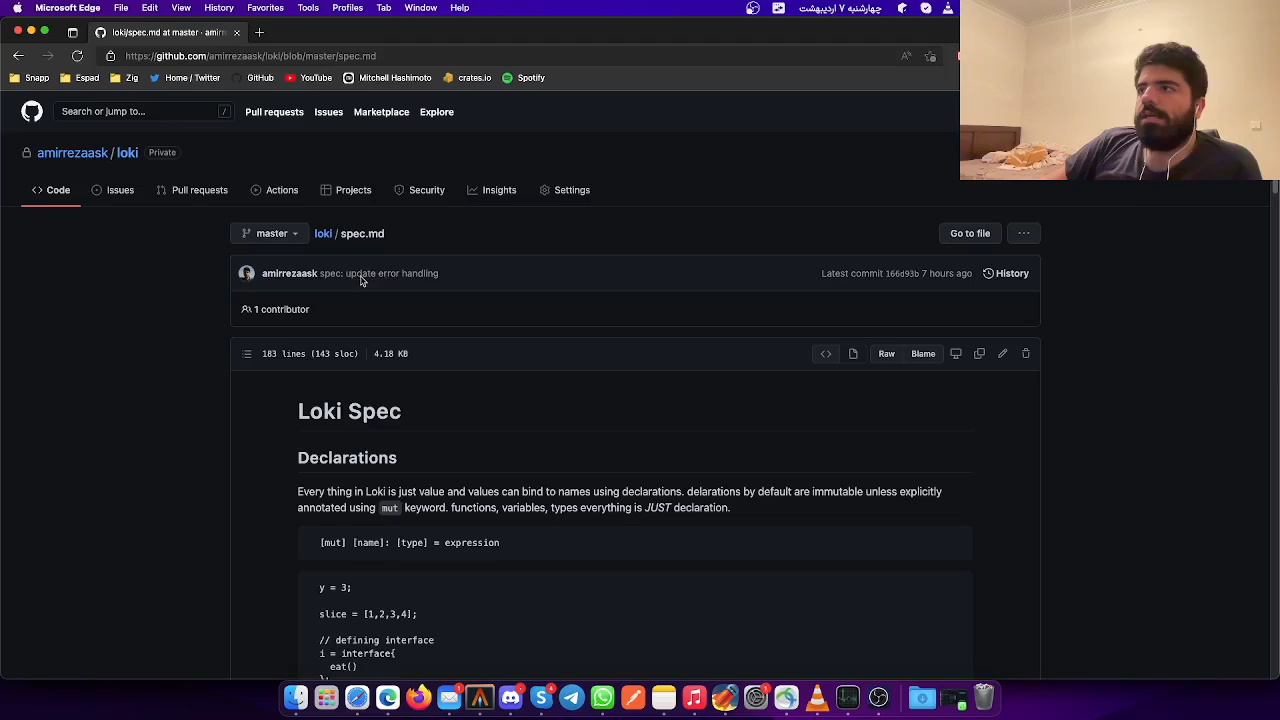 Microsoft Edge File Edit View History Favorites Tools Profiles Tab Window Help چهارشنبه ۷ اردیبهشت
loki/spec.md at master · amirr
https://github.com/amirrezaask/loki/blob/master/spec.md
Snapp Espad Zig Home / Twitter GitHub YouTube Mitchell Hashimoto crates.io Spotify
Search or jump to... / Pull requests Issues Marketplace Explore
amirrezaask / loki Private
Code Issues Pull requests Actions Projects Security Insights Settings
master loki / spec.md Go to file ...
amirrezaask spec: update error handling Latest commit 166d93b 7 hours ago History
1 contributor
183 lines (143 sloc) 4.18 KB Raw Blame
Loki Spec
Declarations
Every thing in Loki is just value and values can bind to names using declarations. delarations by default are immutable unless explicitly
annotated using mut keyword. functions, variables, types everything is JUST declaration.
[mut] [name]: [type] = expression
y = 3;
slice = [1,2,3,4];
// defining interface
i = interface{
eat()
};